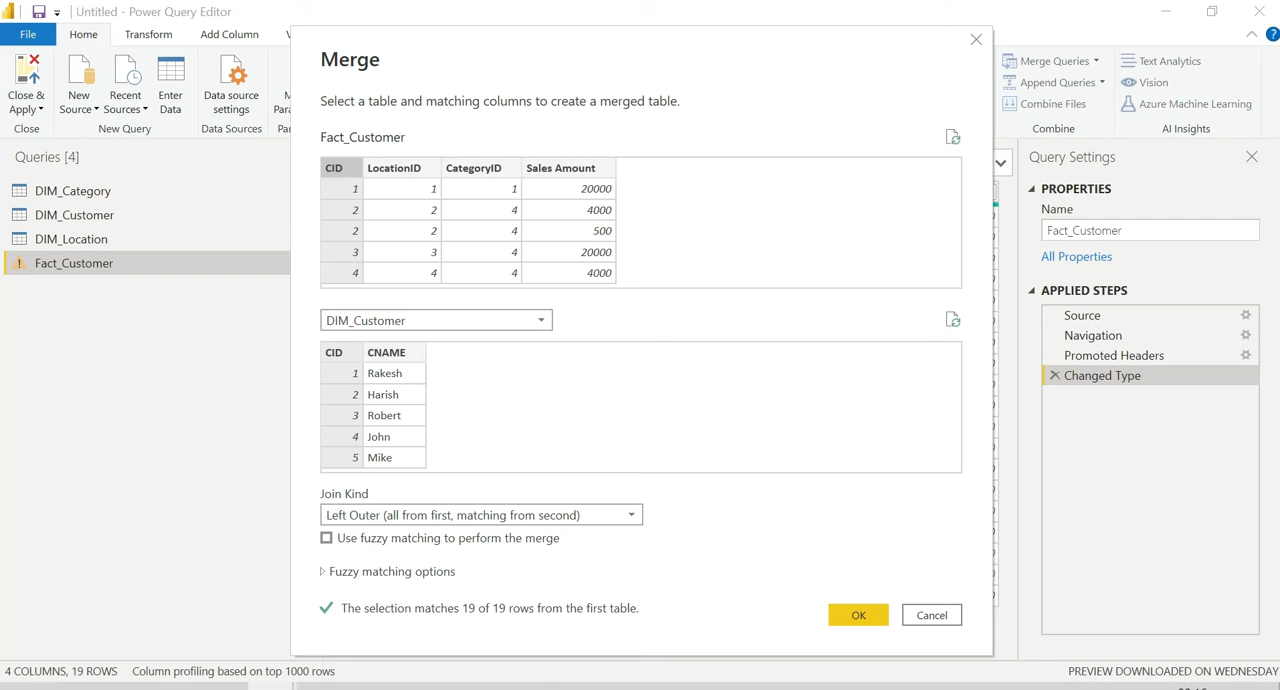 Untitled - Power Query Editor
File Home Transform Add Column
Close & Apply
New Source
Recent Sources
Enter Data
Data source settings
Close
New Query
Data Sources
Merge Queries
Append Queries
Combine Files
Combine
Text Analytics
Vision
Azure Machine Learning
AI Insights
Queries [4]
DIM_Category
DIM_Customer
DIM_Location
Fact_Customer
Merge
Select a table and matching columns to create a merged table.
Fact_Customer
CID LocationID CategoryID Sales Amount
1 1 1 20000
2 2 4 4000
2 2 4 500
3 3 4 20000
4 4 4 4000
DIM_Customer
CID CNAME
1 Rakesh
2 Harish
3 Robert
4 John
5 Mike
Join Kind
Left Outer (all from first, matching from second)
Use fuzzy matching to perform the merge
Fuzzy matching options
The selection matches 19 of 19 rows from the first table.
OK Cancel
Query Settings
PROPERTIES
Name
Fact_Customer
All Properties
APPLIED STEPS
Source
Navigation
Promoted Headers
Changed Type
4 COLUMNS, 19 ROWS Column profiling based on top 1000 rows
PREVIEW DOWNLOADED ON WEDNESDAY